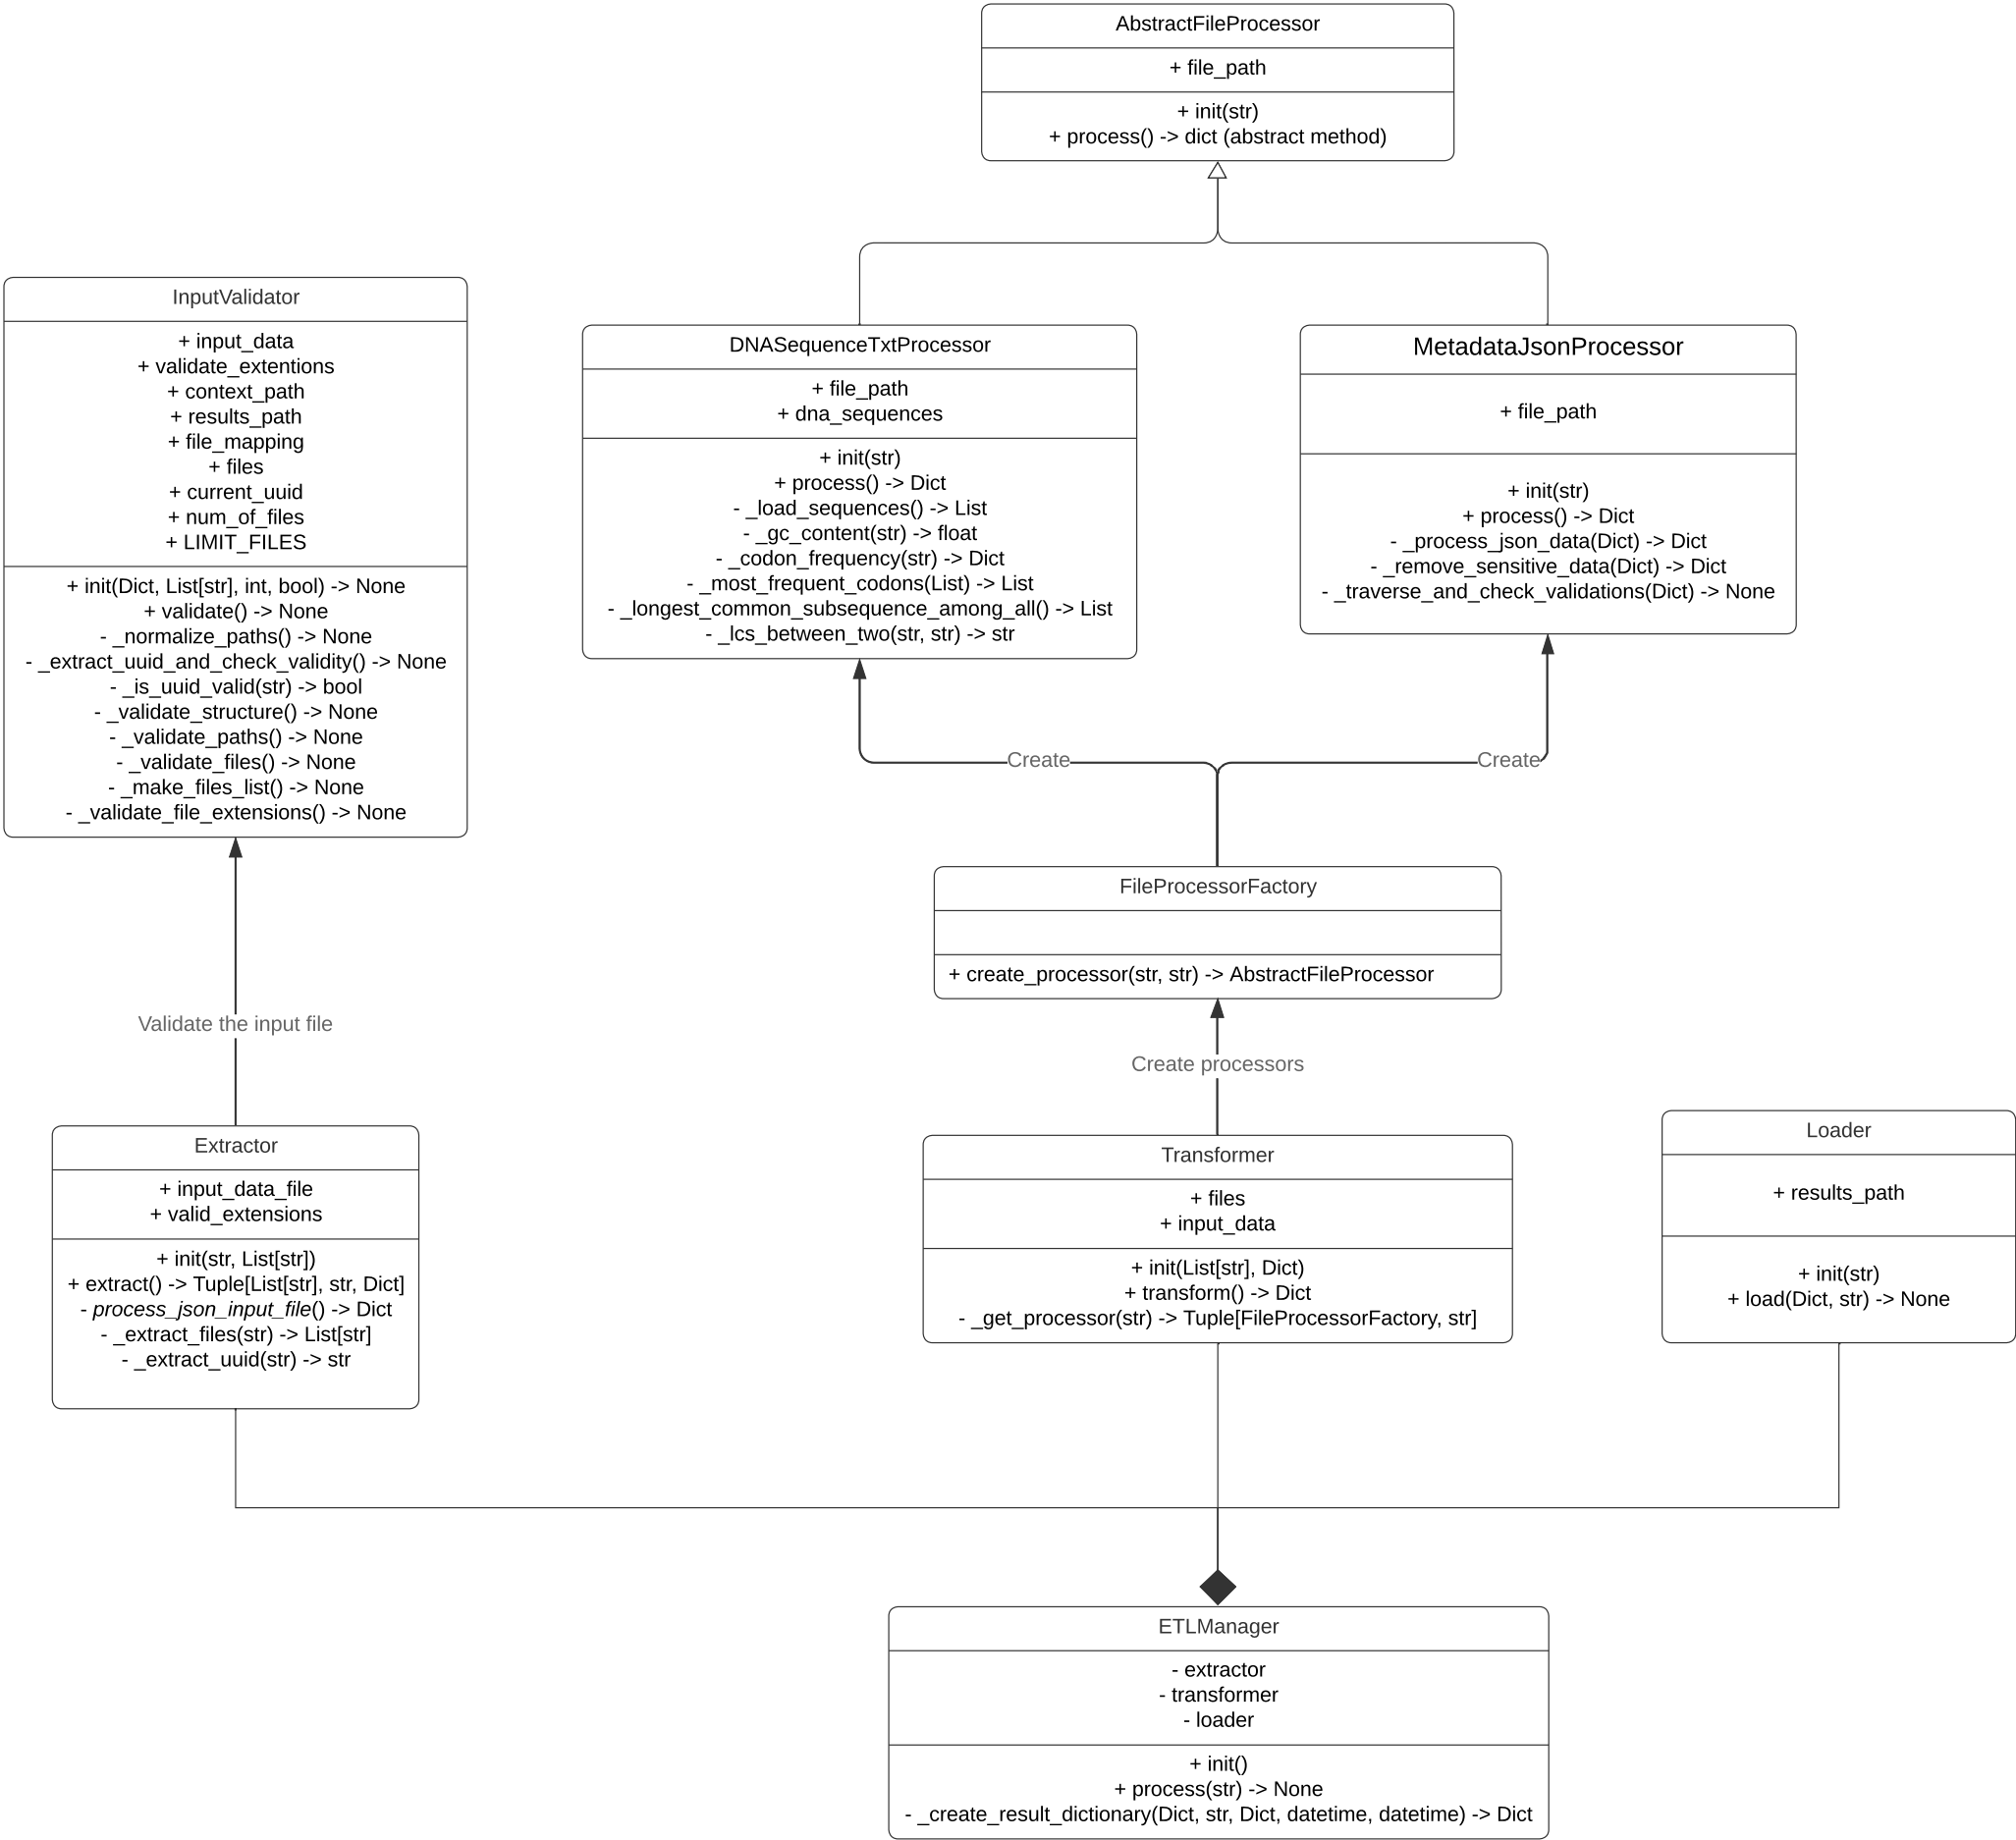 AbstractFileProcessor
+ file_path
+ init(str)
+ process() -> dict (abstract method)
InputValidator
+ input_data
+ validate_extentions
+ context_path
+ results_path
+ file_mapping
+ files
+ current_uuid
+ num_of_files
+ LIMIT_FILES
+ init(Dict, List[str], int, bool) -> None
+ validate() -> None
- _normalize_paths() -> None
- _extract_uuid_and_check_validity() -> None
- _is_uuid_valid(str) -> bool
- _validate_structure() -> None
- _validate_paths() -> None
- _validate_files() -> None
- _make_files_list() -> None
- _validate_file_extensions() -> None
DNASequenceTxtProcessor
+ file_path
+ dna_sequences
+ init(str)
+ process() -> Dict
- _load_sequences() -> List
- _gc_content(str) -> float
- _codon_frequency(str) -> Dict
- _most_frequent_codons(List) -> List
- _longest_common_subsequence_among_all() -> List
- _lcs_between_two(str, str) -> str
MetadataJsonProcessor
+ file_path
+ init(str)
+ process() -> Dict
- _process_json_data(Dict) -> Dict
- _remove_sensitive_data(Dict) -> Dict
- _traverse_and_check_validations(Dict) -> None
Create
Create
FileProcessorFactory
+ create_processor(str, str) -> AbstractFileProcessor
Validate the input file
Create processors
Extractor
+ input_data_file
+ valid_extensions
+ init(str, List[str])
+ extract() -> Tuple[List[str], str, Dict]
- process_json_input_file() -> Dict
- _extract_files(str) -> List[str]
- _extract_uuid(str) -> str
Transformer
+ files
+ input_data
+ init(List[str], Dict)
+ transform() -> Dict
- _get_processor(str) -> Tuple[FileProcessorFactory, str]
Loader
+ results_path
+ init(str)
+ load(Dict, str) -> None
ETLManager
- extractor
- transformer
- loader
+ init()
+ process(str) -> None
- _create_result_dictionary(Dict, str, Dict, datetime, datetime) -> Dict